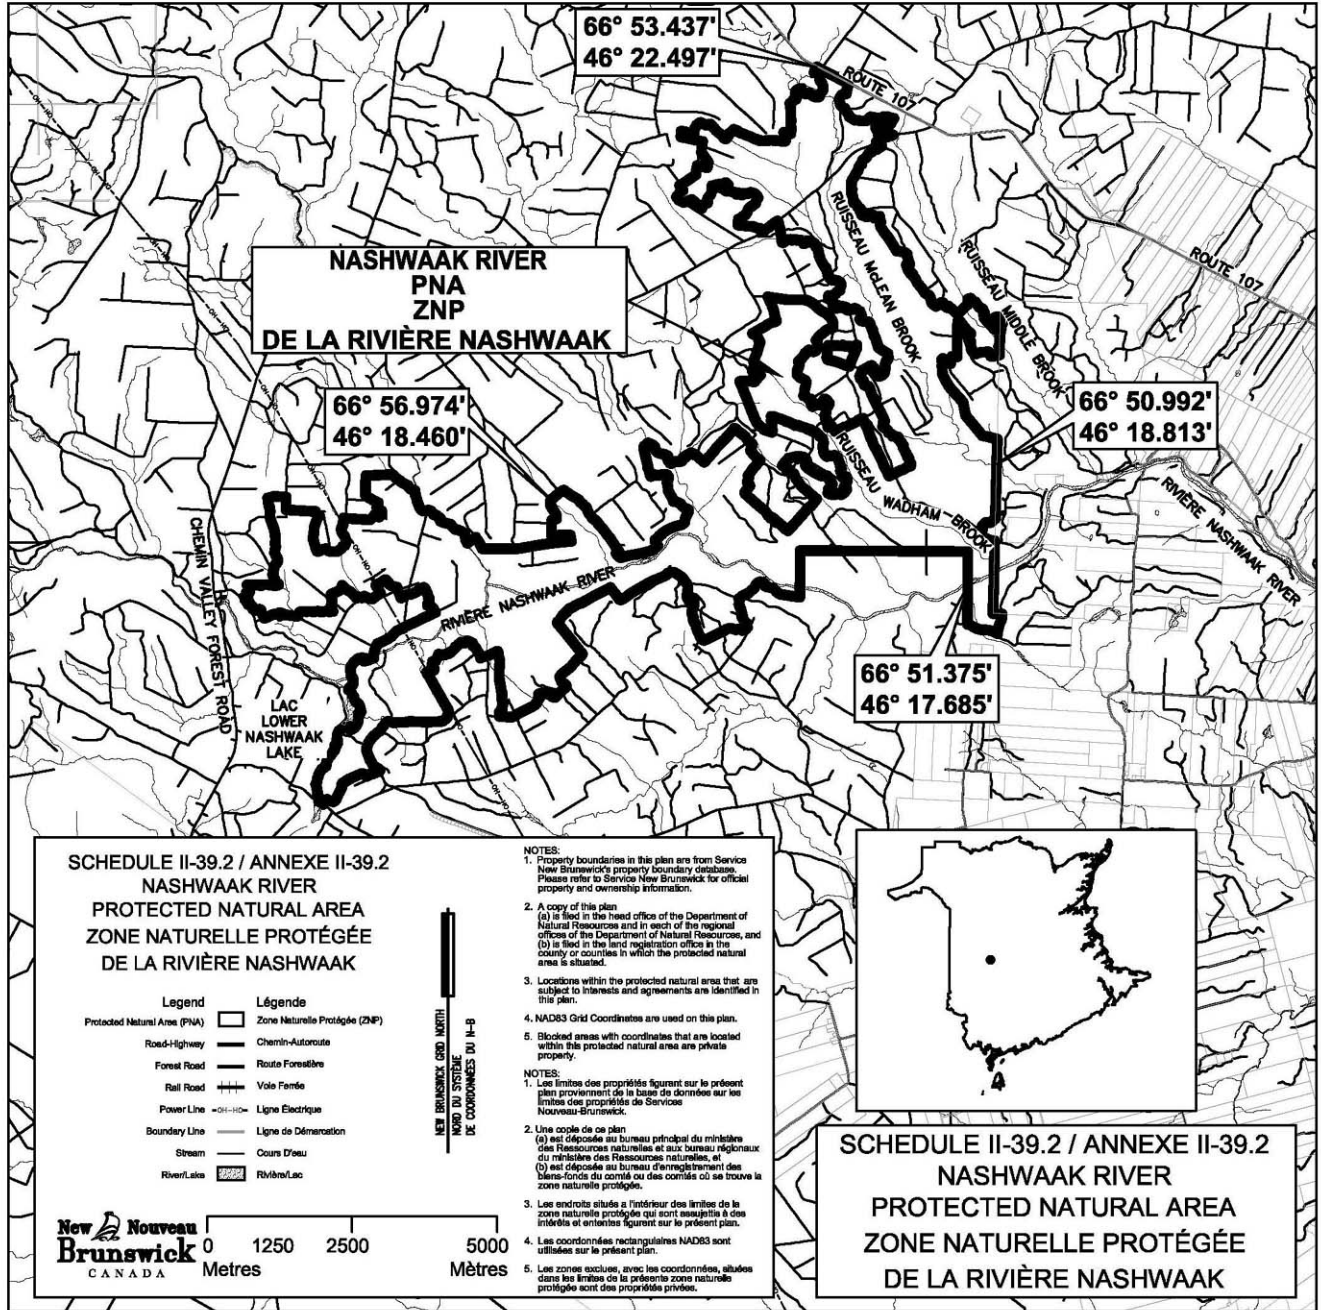 66° 53.437'
46° 22.497'
ROUTE 107
RUISSEAU McLEAN BROOK
RUISSEAU MIDDLE BROOK
ROUTE 107
NASHWAAK RIVER
PNA
ZNP
DE LA RIVIÈRE NASHWAAK
66° 56.974'
46° 18.460'
66° 50.992'
46° 18.813'
RUISSEAU WADHAM BROOK
RIVIÈRE NASHWAAK RIVER
CHEMIN VALLEY FOREST ROAD
RIVIÈRE NASHWAAK RIVER
66° 51.375'
46° 17.685'
LAC
LOWER
NASHWAAK
LAKE
SCHEDULE II-39.2 / ANNEXE II-39.2
NASHWAAK RIVER
PROTECTED NATURAL AREA
ZONE NATURELLE PROTÉGÉE
DE LA RIVIÈRE NASHWAAK
Legend Légende
Protected Natural Area (PNA) Zone Naturelle Protégée (ZNP)
Road-Highway Chemin-Autoroute
Forest Road Route Forestière
Rail Road Voie Ferrée
Power Line -OH-HO- Ligne Électrique
Boundary Line Ligne de Démarcation
Stream Cours D'eau
River/Lake Rivière/Lac
NEW BRUNSWICK GRID NORTH
NORD DU SYSTÈME
DE COORDONNÉES DU N-B
New Nouveau
Brunswick
CANADA
0 1250 2500 5000
Metres Mètres
NOTES:
1. Property boundaries in this plan are from Service
New Brunswick's property boundary database.
Please refer to Service New Brunswick for official
property and ownership information.
2. A copy of this plan
(a) is filed in the head office of the Department of
Natural Resources and in each of the regional
offices of the Department of Natural Resources, and
(b) is filed in the land registration office in the
county or counties in which the protected natural
area is situated.
3. Locations within the protected natural area that are
subject to interests and agreements are identified in
this plan.
4. NAD83 Grid Coordinates are used on this plan.
5. Blocked areas with coordinates that are located
within this protected natural area are private
property.
NOTES:
1. Les limites des propriétés figurant sur le présent
plan proviennent de la base de données sur les
limites des propriétés de Services
Nouveau-Brunswick.
2. Une copie de ce plan
(a) est déposée au bureau principal du ministère
des Ressources naturelles et aux bureau régionaux
du ministère des Ressources naturelles, et
(b) est déposée au bureau d'enregistrement des
biens-fonds du comté ou des comtés où se trouve la
zone naturelle protégée.
3. Les endroits situés a l'intérieur des limites de la
zone naturelle protégée qui sont assujettis à des
intérêts et ententes figurent sur le présent plan.
4. Les coordonnées rectangulaires NAD83 sont
utilisées sur le présent plan.
5. Les zones exclues, avec les coordonnées, situées
dans les limites de la présente zone naturelle
protégée sont des propriétés privées.
SCHEDULE II-39.2 / ANNEXE II-39.2
NASHWAAK RIVER
PROTECTED NATURAL AREA
ZONE NATURELLE PROTÉGÉE
DE LA RIVIÈRE NASHWAAK